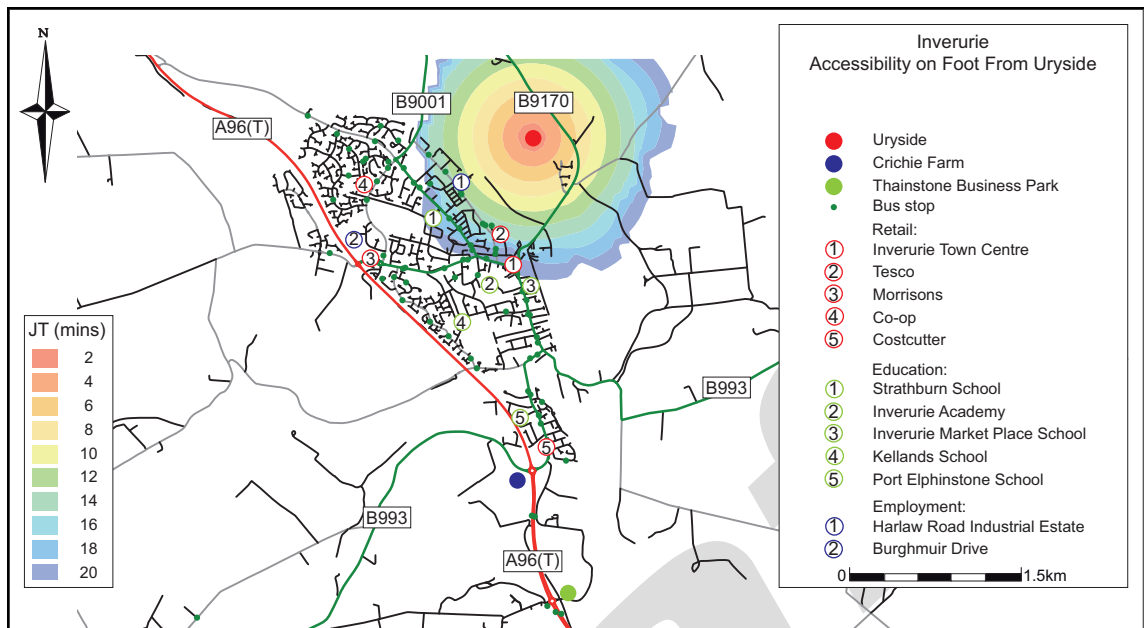 N
B9001
B9170
A96(T)
1
4
1
2
2
3
1
2
3
4
B993
5
5
B993
A96(T)
JT (mins)
2
4
6
8
10
12
14
16
18
20
Inverurie
Accessibility on Foot From Uryside
Uryside
Crichie Farm
Thainstone Business Park
Bus stop
Retail:
1 Inverurie Town Centre
2 Tesco
3 Morrisons
4 Co-op
5 Costcutter
Education:
1 Strathburn School
2 Inverurie Academy
3 Inverurie Market Place School
4 Kellands School
5 Port Elphinstone School
Employment:
1 Harlaw Road Industrial Estate
2 Burghmuir Drive
0 1.5km